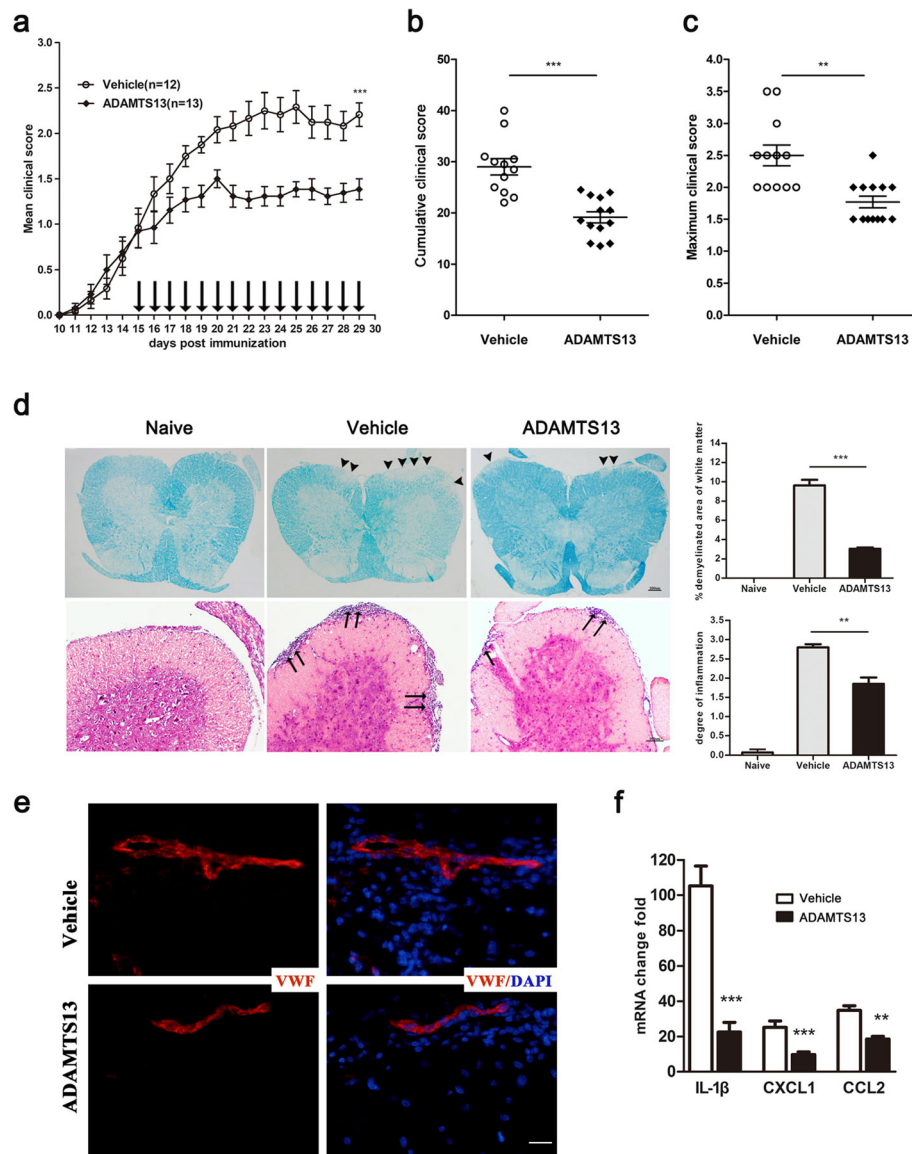 a
Mean clinical score
3.0
2.5
2.0
1.5
1.0
0.5
0.0
Vehicle(n=12)
ADAMTS13(n=13)
***
10 11 12 13 14 15 16 17 18 19 20 21 22 23 24 25 26 27 28 29 30
days post immunization
b
Cumulative clinical score
50
40
30
20
10
0
***
Vehicle ADAMTS13
c
Maximum clinical score
4.0
3.5
3.0
2.5
2.0
1.5
1.0
0.5
0.0
**
Vehicle ADAMTS13
d
Naive Vehicle ADAMTS13
% demyelinated area of white matter
14
12
10
8
6
4
2
0
***
Naive Vehicle ADAMTS13
degree of inflammation
3.5
3.0
2.5
2.0
1.5
1.0
0.5
0.0
**
Naive Vehicle ADAMTS13
e
Vehicle
ADAMTS13
VWF
VWF/DAPI
f
mRNA change fold
120
100
80
60
40
20
0
Vehicle
ADAMTS13
*** *** **
IL-1β CXCL1 CCL2